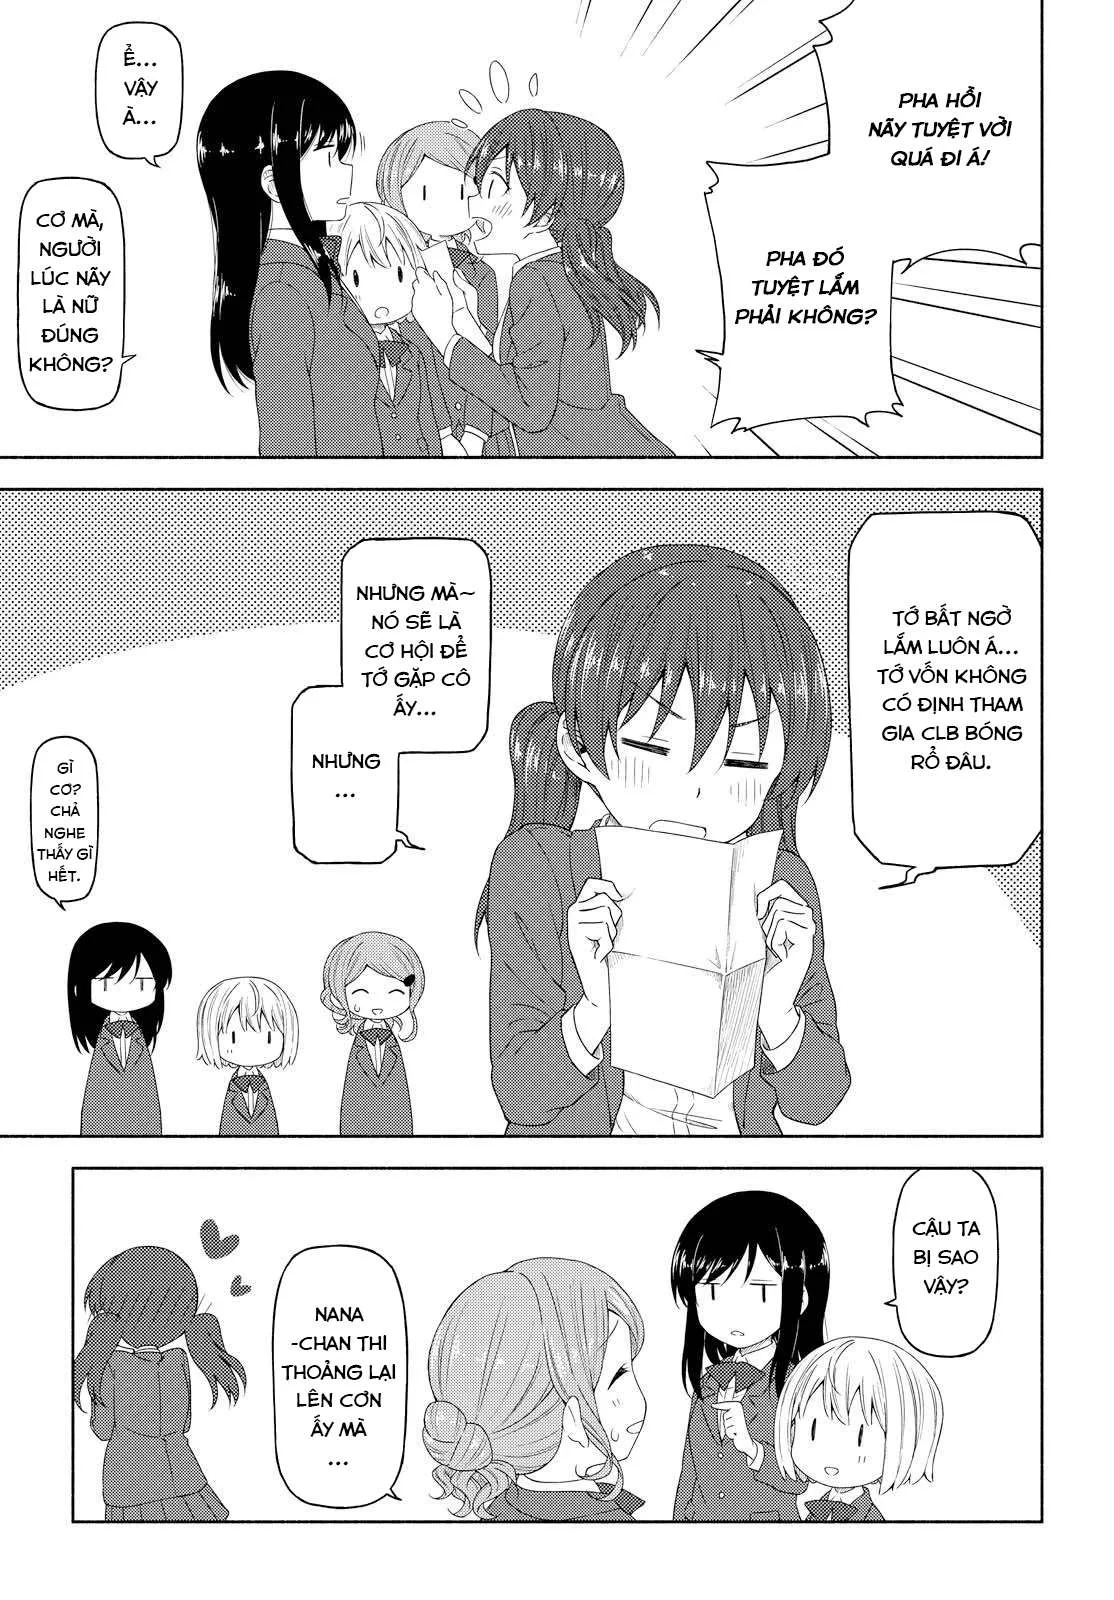 PHA HỒI
NÃY TUYỆT VỜI
QUÁ ĐI Á!
PHA ĐÓ
TUYỆT LẮM
PHẢI KHÔNG?
Ể...
VẬY
À...
CƠ MÀ,
NGƯỜI
LÚC NÃY
LÀ NỮ
ĐÚNG
KHÔNG?
TỚ BẤT NGỜ
LẮM LUÔN Á...
TỚ VỐN KHÔNG
CÓ ĐỊNH THAM
GIA CLB BÓNG
RỔ ĐÂU.
NHƯNG MÀ~
NÓ SẼ LÀ
CƠ HỘI ĐỂ
TỚ GẶP CÔ
ẤY...
NHƯNG
...
GÌ
CƠ?
CHẢ
NGHE
THẤY GÌ
HẾT.
CẬU TA
BỊ SAO
VẬY?
NANA
-CHAN THI
THOẢNG LẠI
LÊN CƠN
ẤY MÀ
...